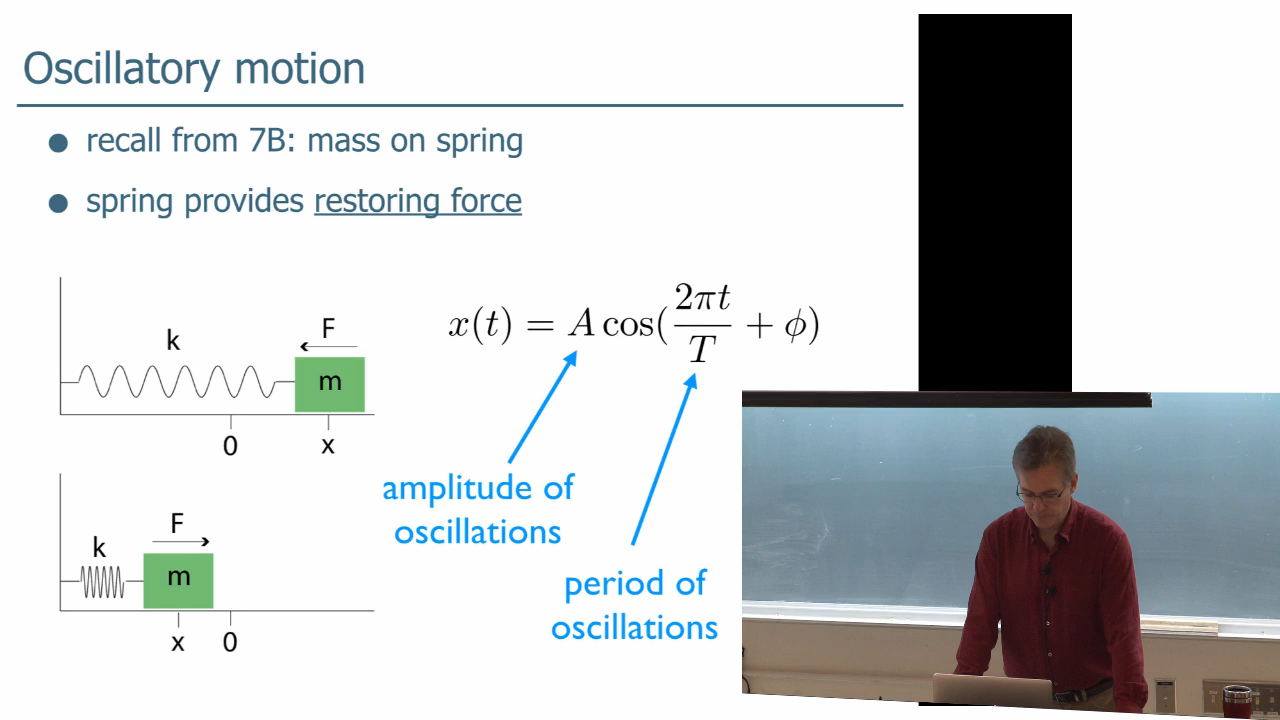 Oscillatory motion
● recall from 7B: mass on spring
● spring provides restoring force
k
F
m
0
x
x(t) = A cos(2πt/T + ϕ)
amplitude of
oscillations
period of
oscillations
k
F
m
x
0